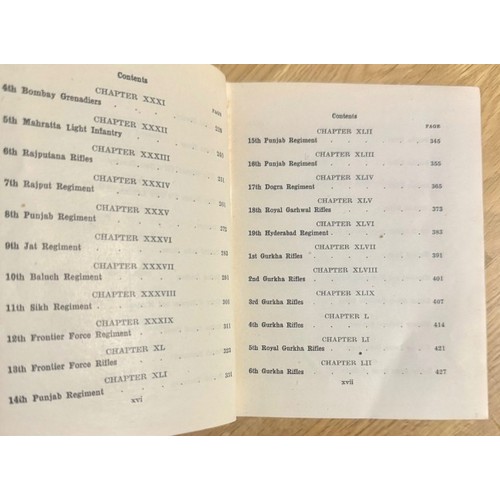 Contents
CHAPTER XXXI
PAGE
4th Bombay Grenadiers
CHAPTER XXXII
5th Mahratta Light Infantry
CHAPTER XXXIII
6th Rajputana Rifles
CHAPTER XXXIV
7th Rajput Regiment
CHAPTER XXXV
8th Punjab Regiment
CHAPTER XXXVI
9th Jat Regiment
CHAPTER XXXVII
10th Baluch Regiment
CHAPTER XXXVIII
11th Sikh Regiment
CHAPTER XXXIX
12th Frontier Force Regiment
CHAPTER XL
13th Frontier Force Rifles
CHAPTER XLI
14th Punjab Regiment
xvi
Contents
PAGE
CHAPTER XLII
15th Punjab Regiment 345
CHAPTER XLIII
16th Punjab Regiment 355
CHAPTER XLIV
17th Dogra Regiment 365
CHAPTER XLV
18th Royal Garhwal Rifles 373
CHAPTER XLVI
19th Hyderabad Regiment 382
CHAPTER XLVII
1st Gurkha Rifles 391
CHAPTER XLVIII
2nd Gurkha Rifles 401
CHAPTER XLIX
3rd Gurkha Rifles 407
CHAPTER L
4th Gurkha Rifles 414
CHAPTER LI
5th Royal Gurkha Rifles 421
CHAPTER LII
6th Gurkha Rifles 427
xvii